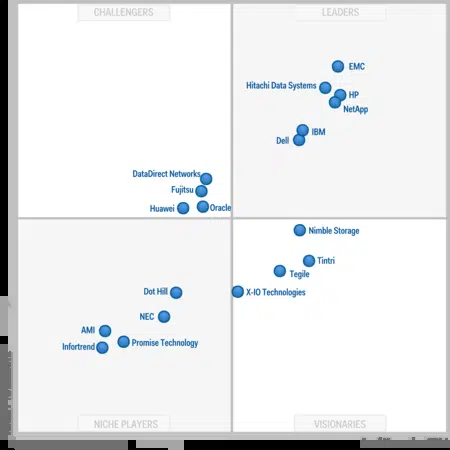 CHALLENGERS
LEADERS
EMC
Hitachi Data Systems
HP
NetApp
IBM
Dell
DataDirect Networks
Fujitsu
Huawei
Oracle
Nimble Storage
Tintri
Tegile
X-IO Technologies
Dot Hill
NEC
AMI
Promise Technology
Infortrend
NICHE PLAYERS
VISIONARIES